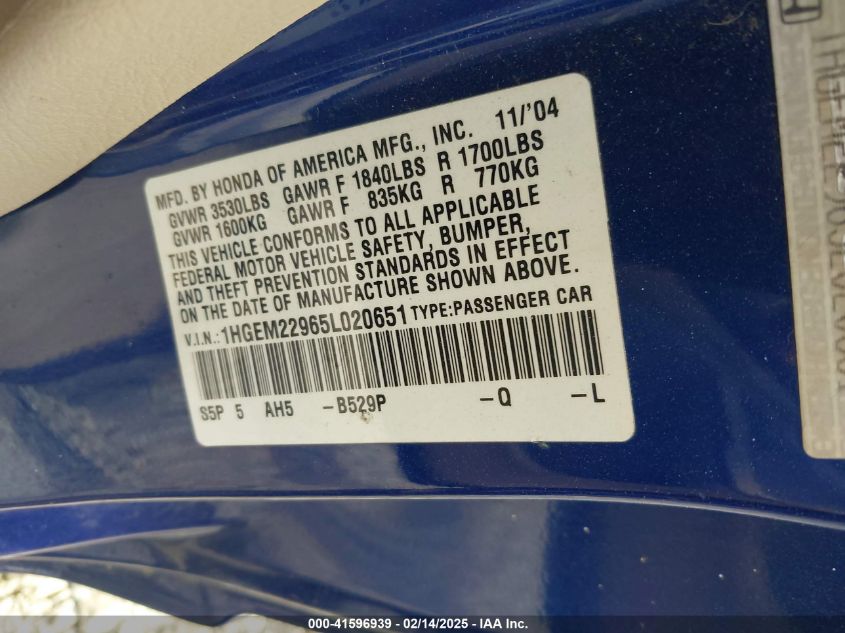 MFD. BY HONDA OF AMERICA MFG., INC. 11/'04
GVWR 3530LBS GAWR F 1840LBS R 1700LBS
GVWR 1600KG GAWR F 835KG R 770KG
THIS VEHICLE CONFORMS TO ALL APPLICABLE
FEDERAL MOTOR VEHICLE SAFETY, BUMPER,
AND THEFT PREVENTION STANDARDS IN EFFECT
ON THE DATE OF MANUFACTURE SHOWN ABOVE.
V.I.N.:1HGEM22965L020651 TYPE:PASSENGER CAR
S5P 5 AH5 -B529P -Q -L
000-41596939 - 02/14/2025 - IAA Inc.